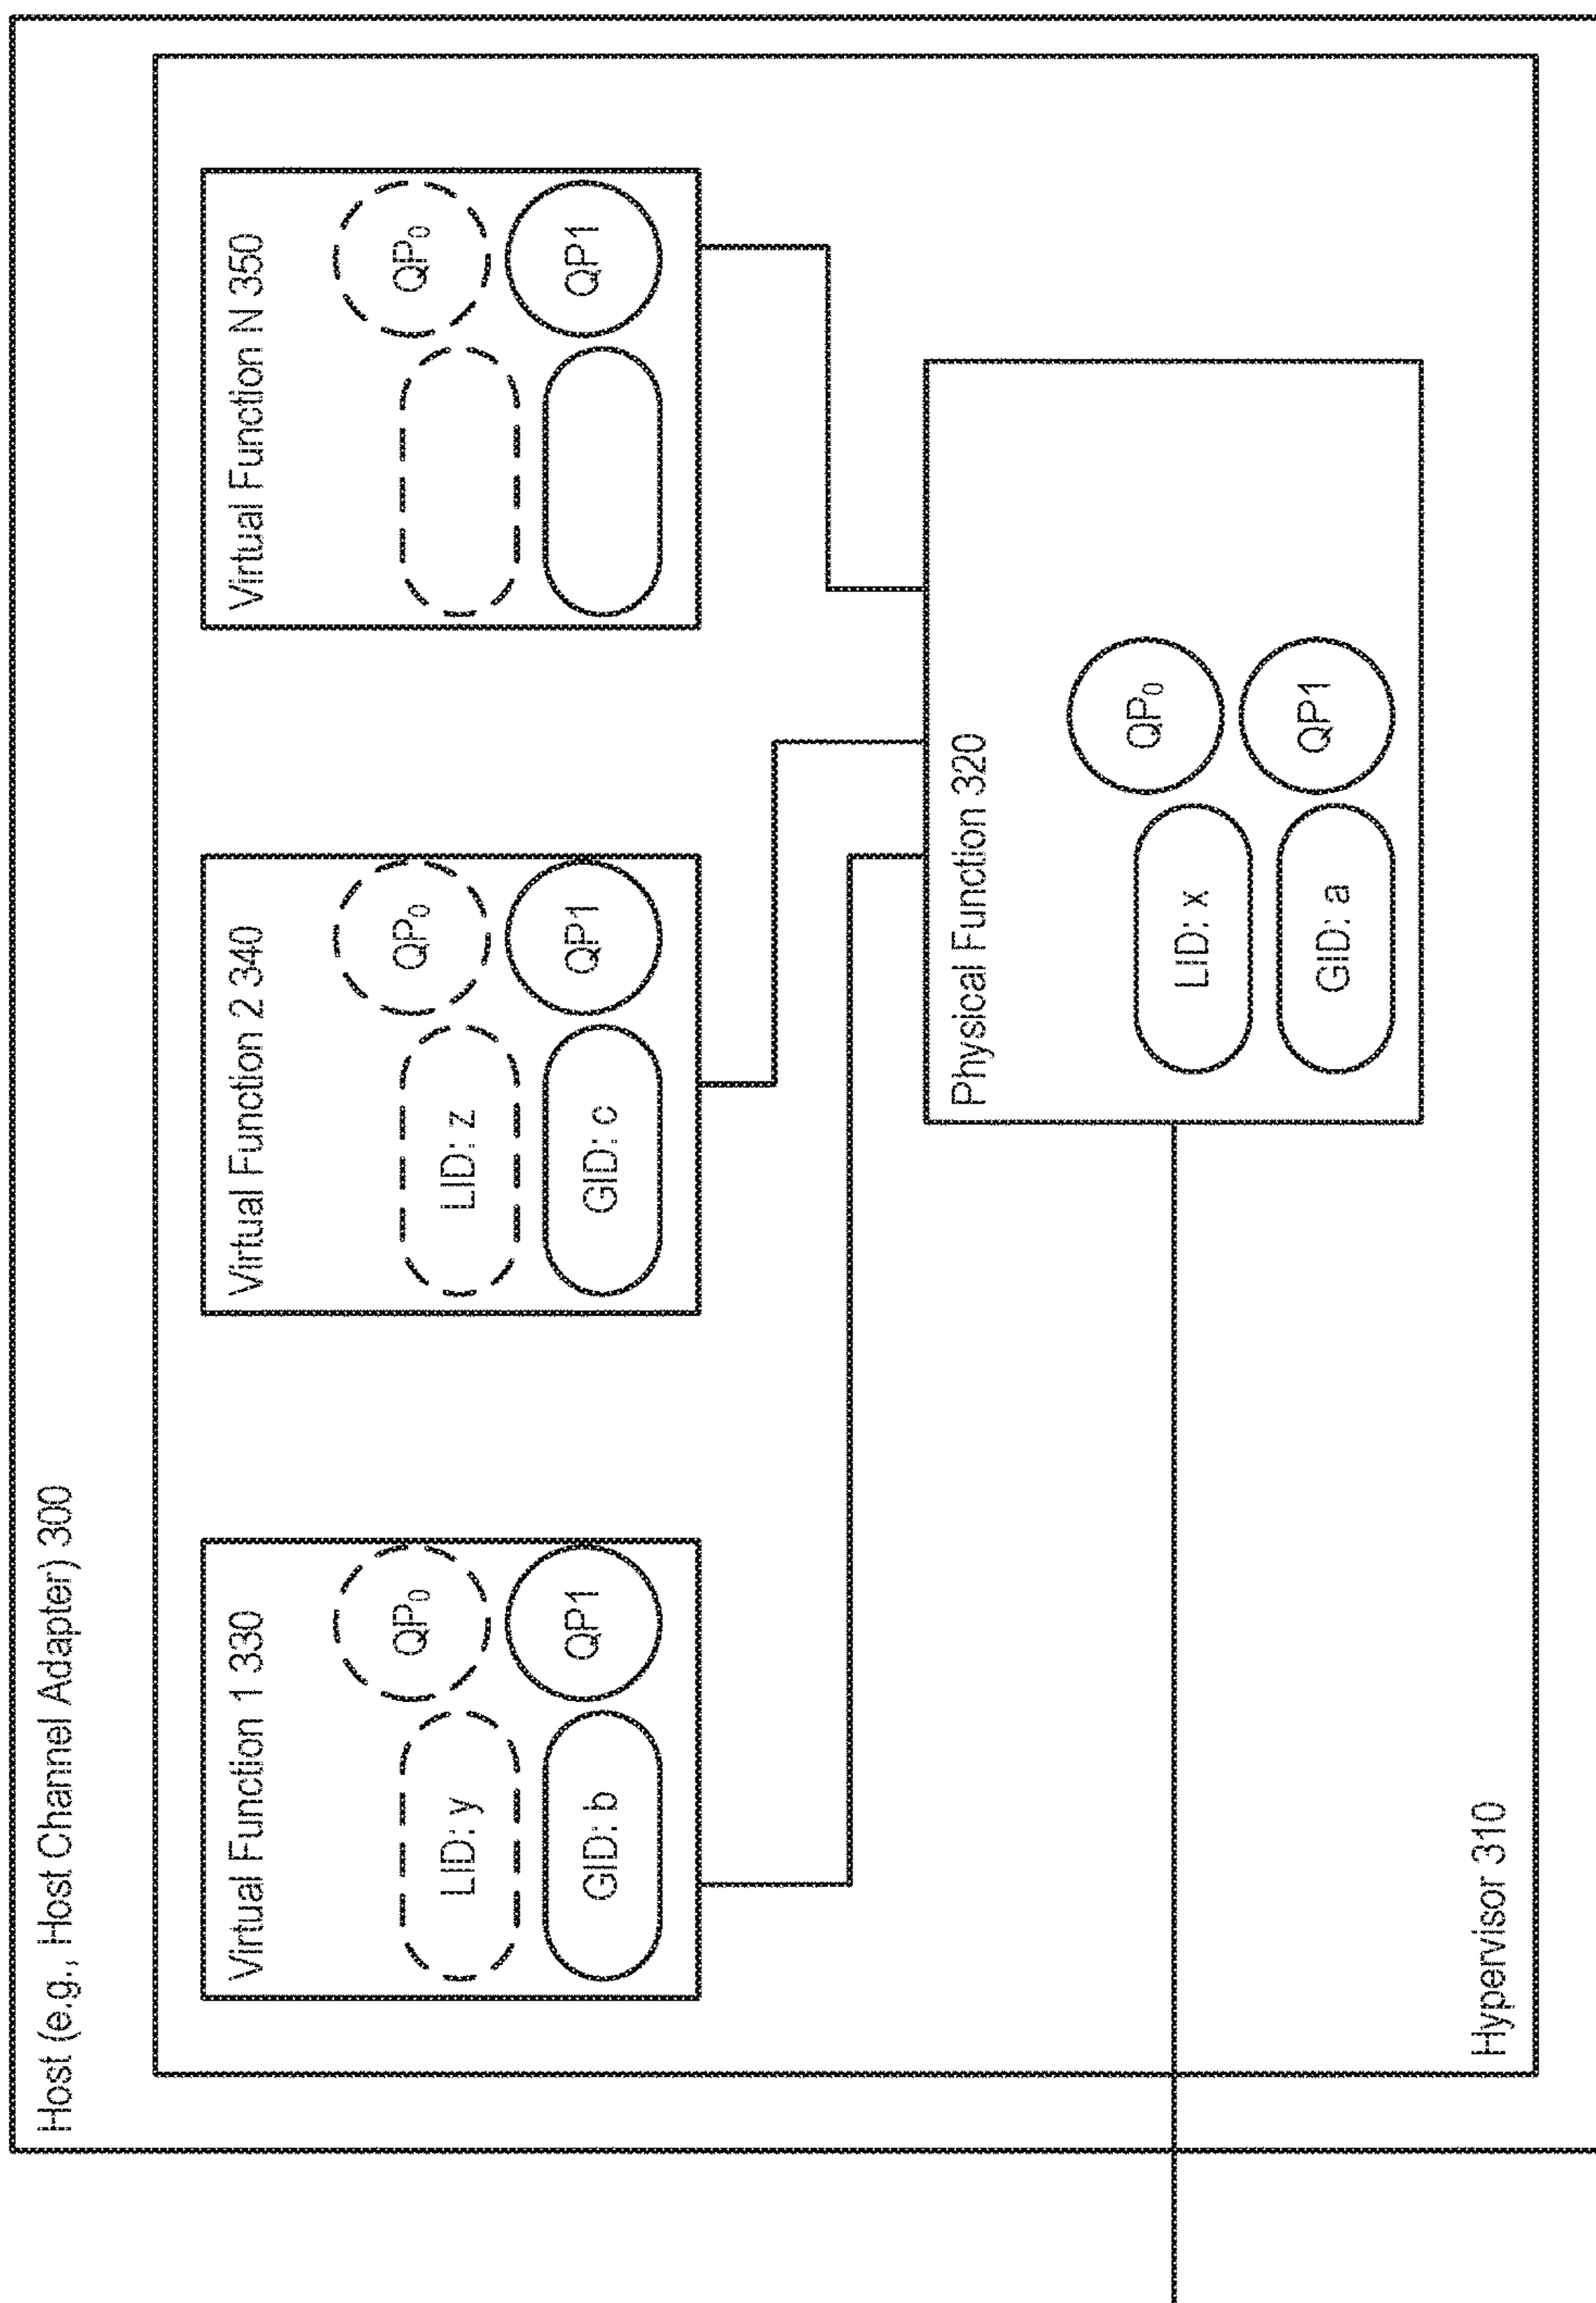 Host (e.g., Host Channel Adapter) 300
Virtual Function 1 330
QP₀
LID: y
QP1
GID: b
Virtual Function 2 340
QP₀
LID: z
QP1
GID: c
Virtual Function N 350
QP₀
QP1
Physical Function 320
QP₀
LID: x
QP1
GID: a
Hypervisor 310